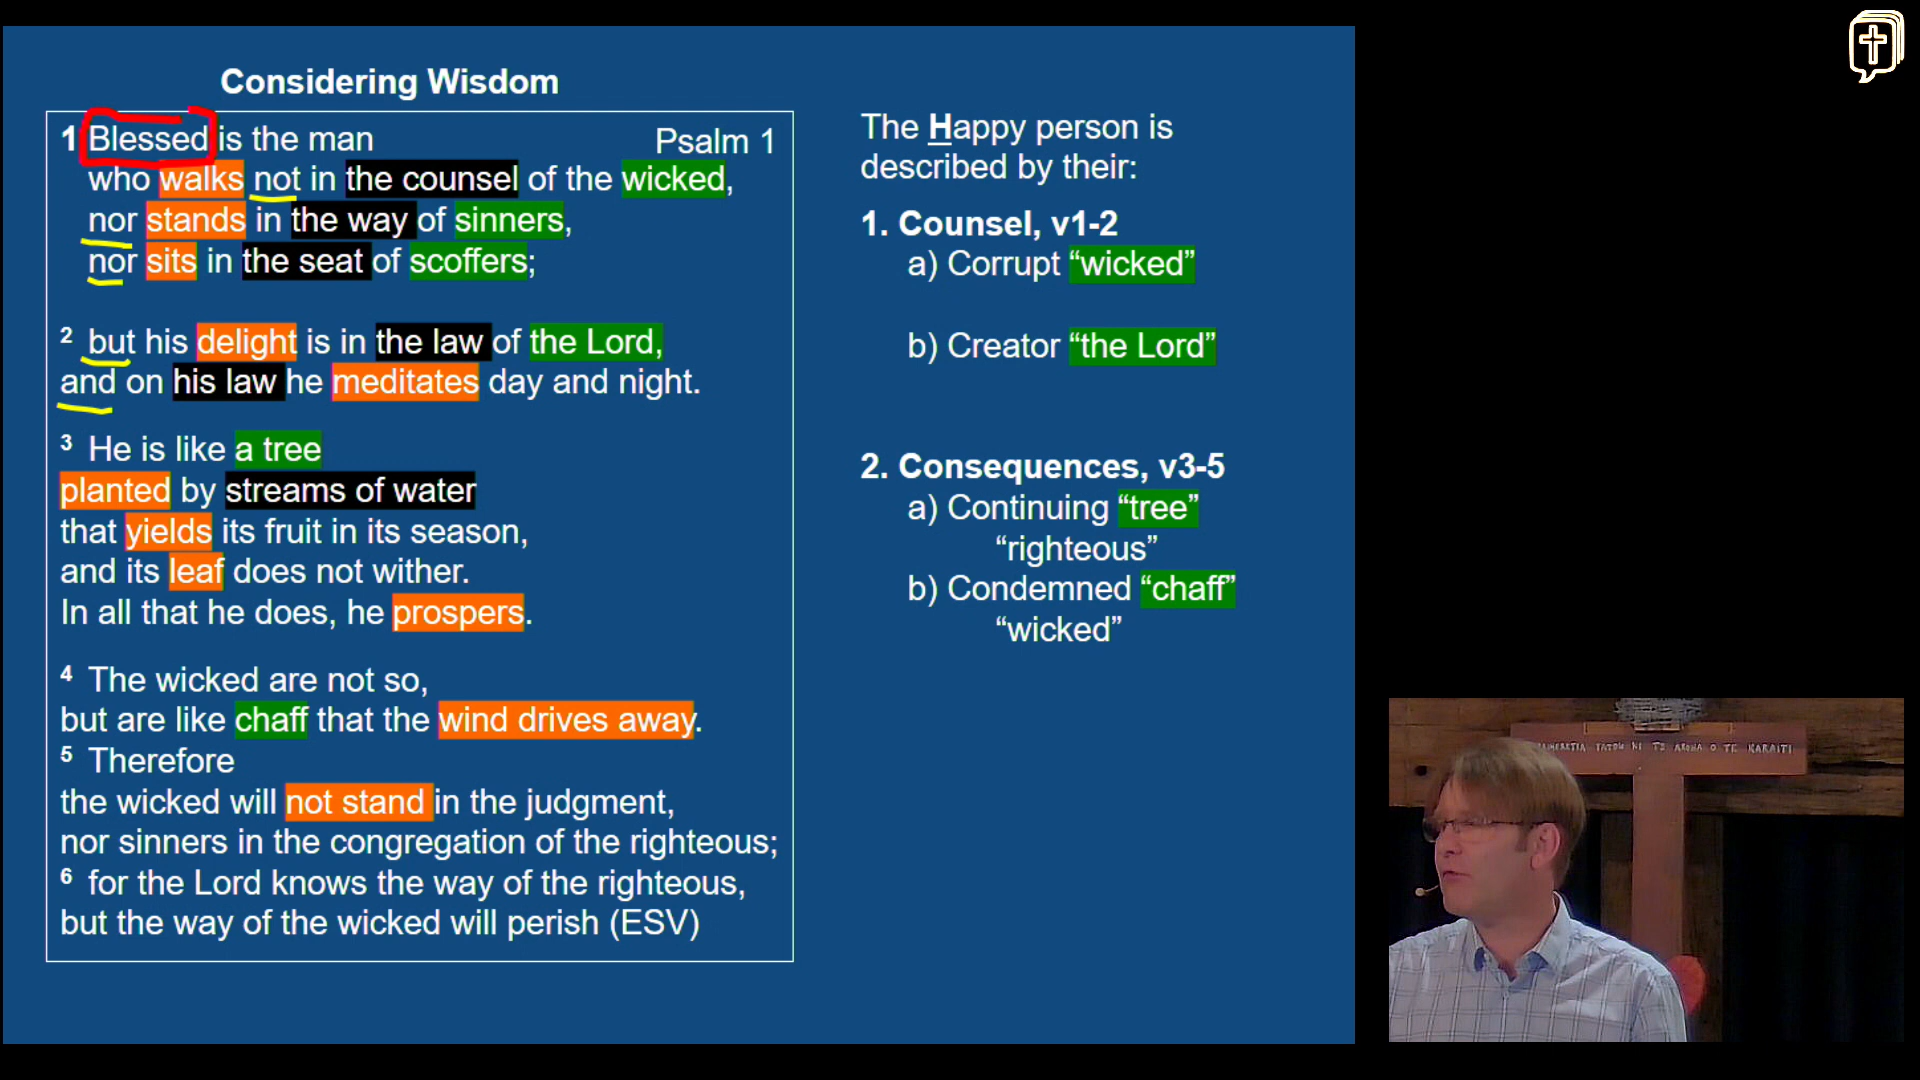 Considering Wisdom
1 Blessed is the man
Psalm 1
who walks not in the counsel of the wicked,
nor stands in the way of sinners,
nor sits in the seat of scoffers;
2 but his delight is in the law of the Lord,
and on his law he meditates day and night.
3 He is like a tree
planted by streams of water
that yields its fruit in its season,
and its leaf does not wither.
In all that he does, he prospers.
4 The wicked are not so,
but are like chaff that the wind drives away.
5 Therefore
the wicked will not stand in the judgment,
nor sinners in the congregation of the righteous;
6 for the Lord knows the way of the righteous,
but the way of the wicked will perish (ESV)
The Happy person is
described by their:
1. Counsel, v1-2
a) Corrupt “wicked”
b) Creator “the Lord”
2. Consequences, v3-5
a) Continuing “tree”
“righteous”
b) Condemned “chaff”
“wicked”
NI TE AROHA O TE KARAITI